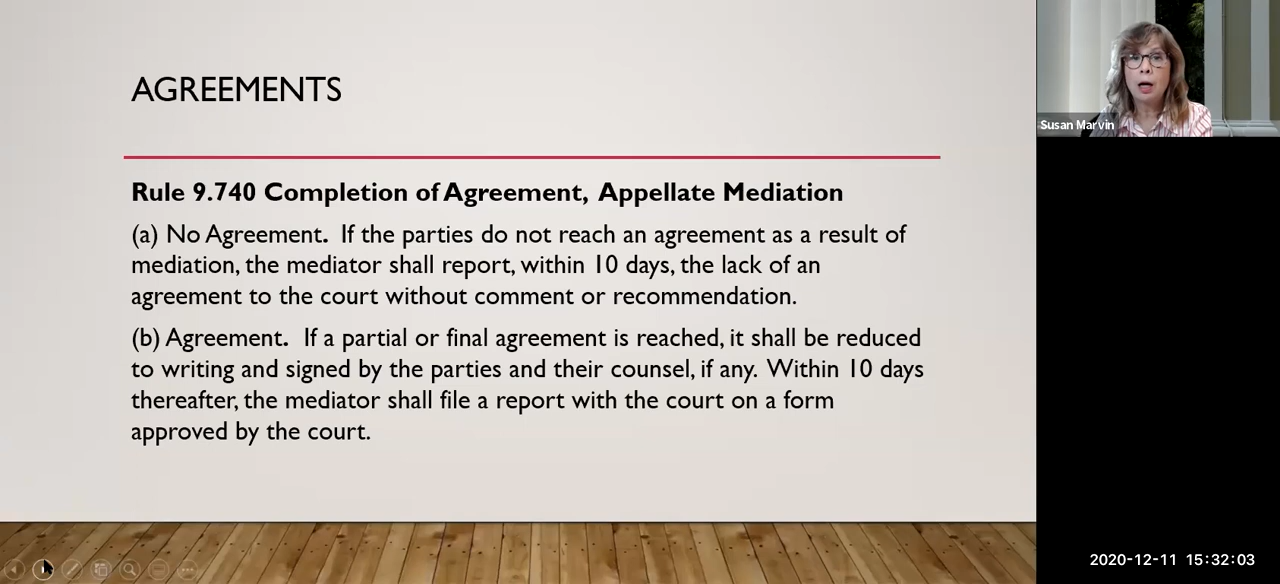 AGREEMENTS
Rule 9.740 Completion of Agreement, Appellate Mediation
(a) No Agreement. If the parties do not reach an agreement as a result of
mediation, the mediator shall report, within 10 days, the lack of an
agreement to the court without comment or recommendation.
(b) Agreement. If a partial or final agreement is reached, it shall be reduced
to writing and signed by the parties and their counsel, if any. Within 10 days
thereafter, the mediator shall file a report with the court on a form
approved by the court.
Susan Marvin
2020-12-11 15:32:03